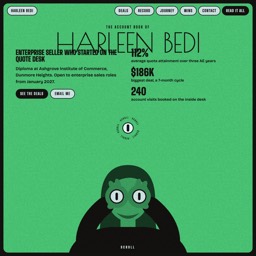 HARLEEN BEDI
DEALS
RECORD
JOURNEY
WINS
CONTACT
READ IT ALL
THE ACCOUNT BOOK OF
HARLEEN BEDI
ENTERPRISE SELLER WHO STARTED ON THE
QUOTE DESK
Diploma at Ashgrove Institute of Commerce,
Dunmore Heights. Open to enterprise sales roles
from January 2027.
SEE THE DEALS
EMAIL ME
112%
average quota attainment over three AE years
$186K
biggest deal, a 7-month cycle
240
account visits booked on the inside desk
SCROLL